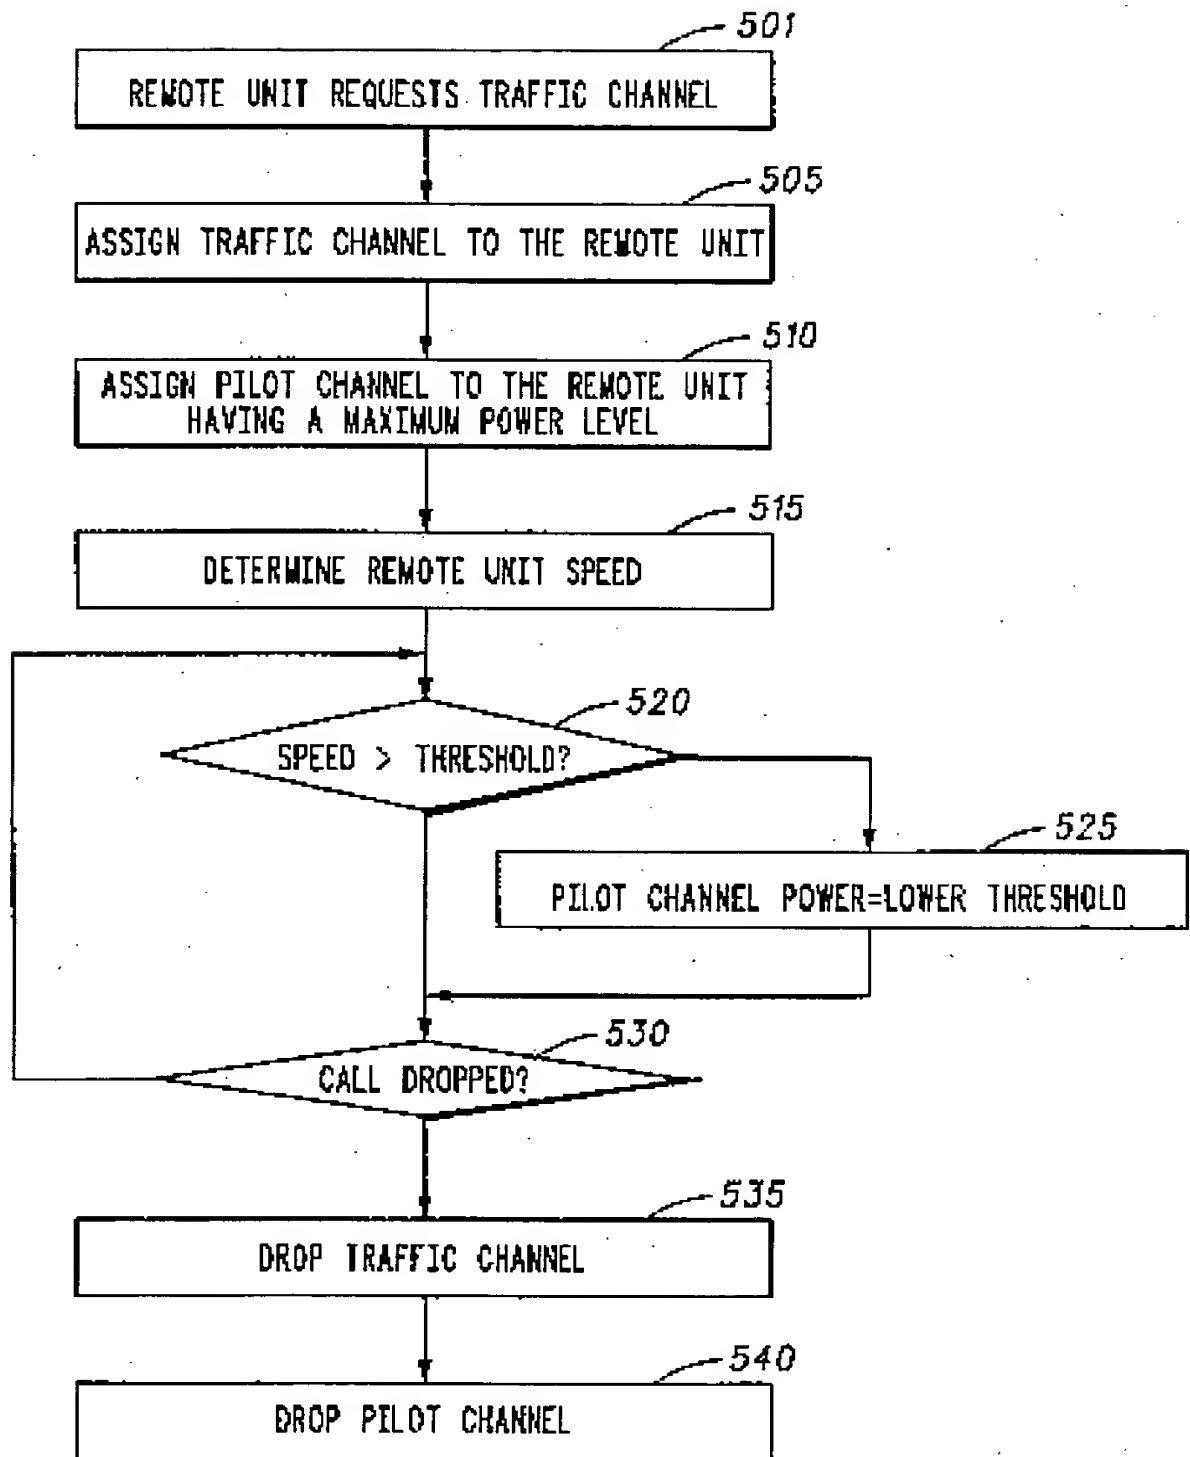 501
REMOTE UNIT REQUESTS TRAFFIC CHANNEL
505
ASSIGN TRAFFIC CHANNEL TO THE REMOTE UNIT
510
ASSIGN PILOT CHANNEL TO THE REMOTE UNIT
HAVING A MAXIMUM POWER LEVEL
515
DETERMINE REMOTE UNIT SPEED
520
SPEED > THRESHOLD?
525
PILOT CHANNEL POWER=LOWER THRESHOLD
530
CALL DROPPED?
535
DROP TRAFFIC CHANNEL
540
DROP PILOT CHANNEL